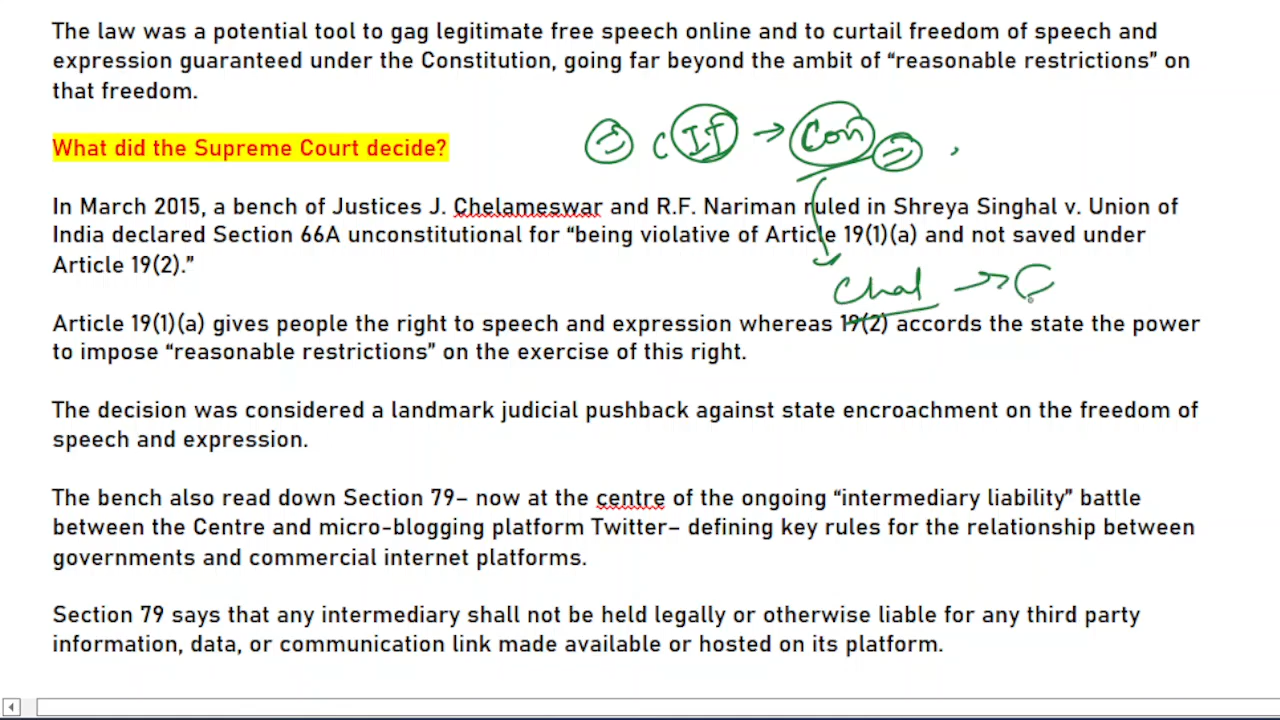 The law was a potential tool to gag legitimate free speech online and to curtail freedom of speech and
expression guaranteed under the Constitution, going far beyond the ambit of “reasonable restrictions” on
that freedom.
If → Con
What did the Supreme Court decide?
In March 2015, a bench of Justices J. Chelameswar and R.F. Nariman ruled in Shreya Singhal v. Union of
India declared Section 66A unconstitutional for “being violative of Article 19(1)(a) and not saved under
Article 19(2).”
Chal →
Article 19(1)(a) gives people the right to speech and expression whereas 19(2) accords the state the power
to impose “reasonable restrictions” on the exercise of this right.
The decision was considered a landmark judicial pushback against state encroachment on the freedom of
speech and expression.
The bench also read down Section 79– now at the centre of the ongoing “intermediary liability” battle
between the Centre and micro-blogging platform Twitter– defining key rules for the relationship between
governments and commercial internet platforms.
Section 79 says that any intermediary shall not be held legally or otherwise liable for any third party
information, data, or communication link made available or hosted on its platform.